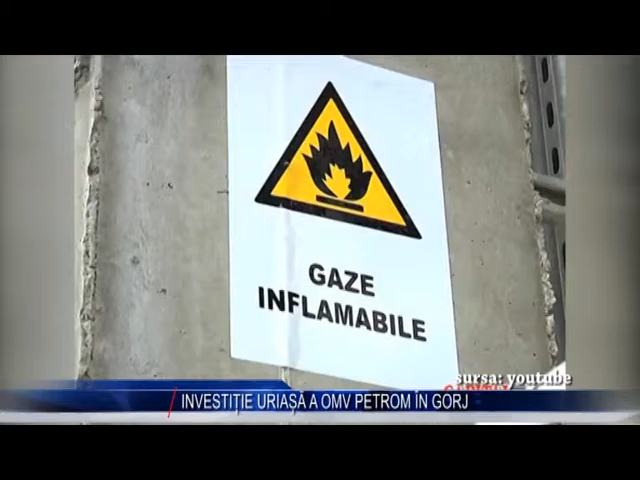 GAZE
INFLAMABILE
sursa: youtube
INVESTIȚIE URIAȘĂ A OMV PETROM ÎN GORJ